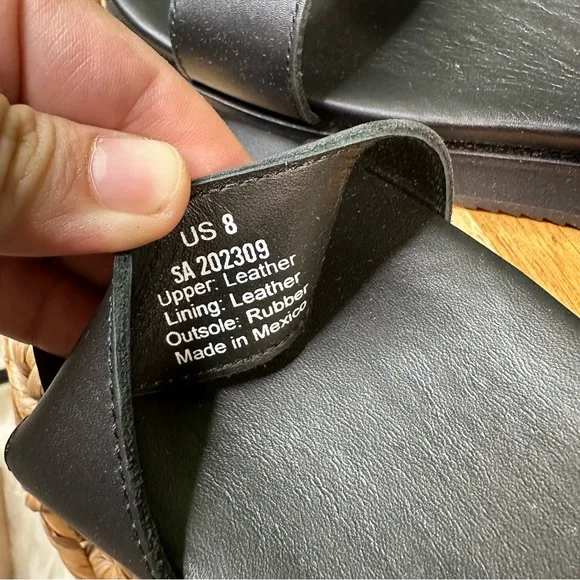 US 8
SA 202309
Upper: Leather
Lining: Leather
Outsole: Rubber
Made in Mexico